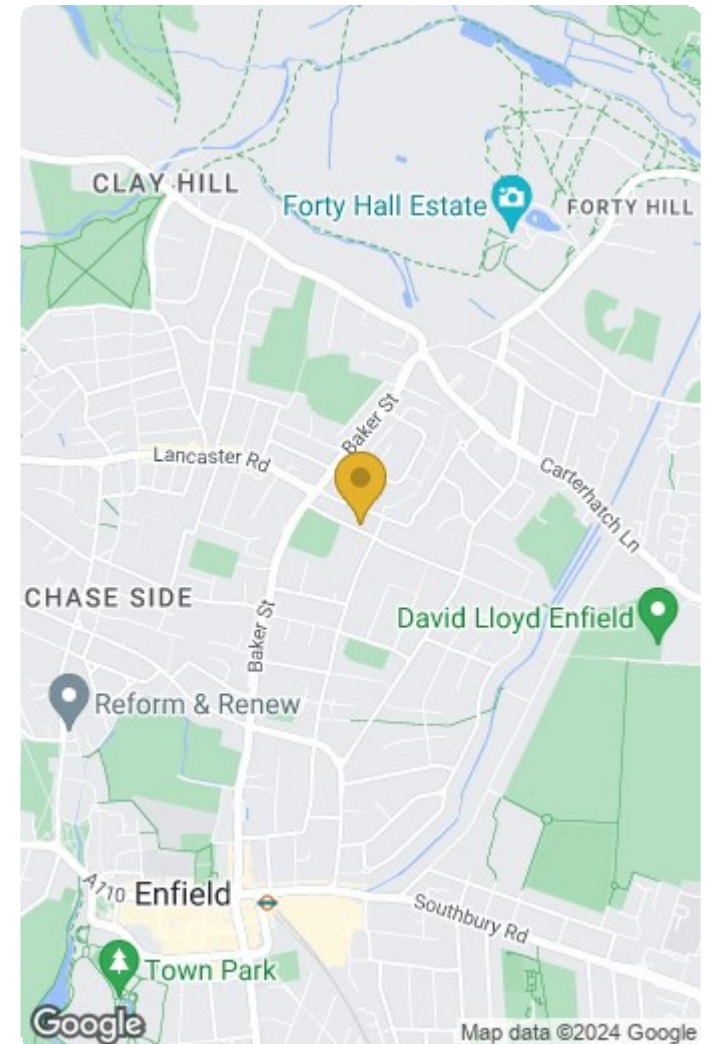 CLAY HILL
Forty Hall Estate
FORTY HILL
Baker St
Lancaster Rd
Carterhatch Ln
CHASE SIDE
David Lloyd Enfield
Baker St
Reform & Renew
A110 Enfield
Southbury Rd
Town Park
Google
Map data ©2024 Google